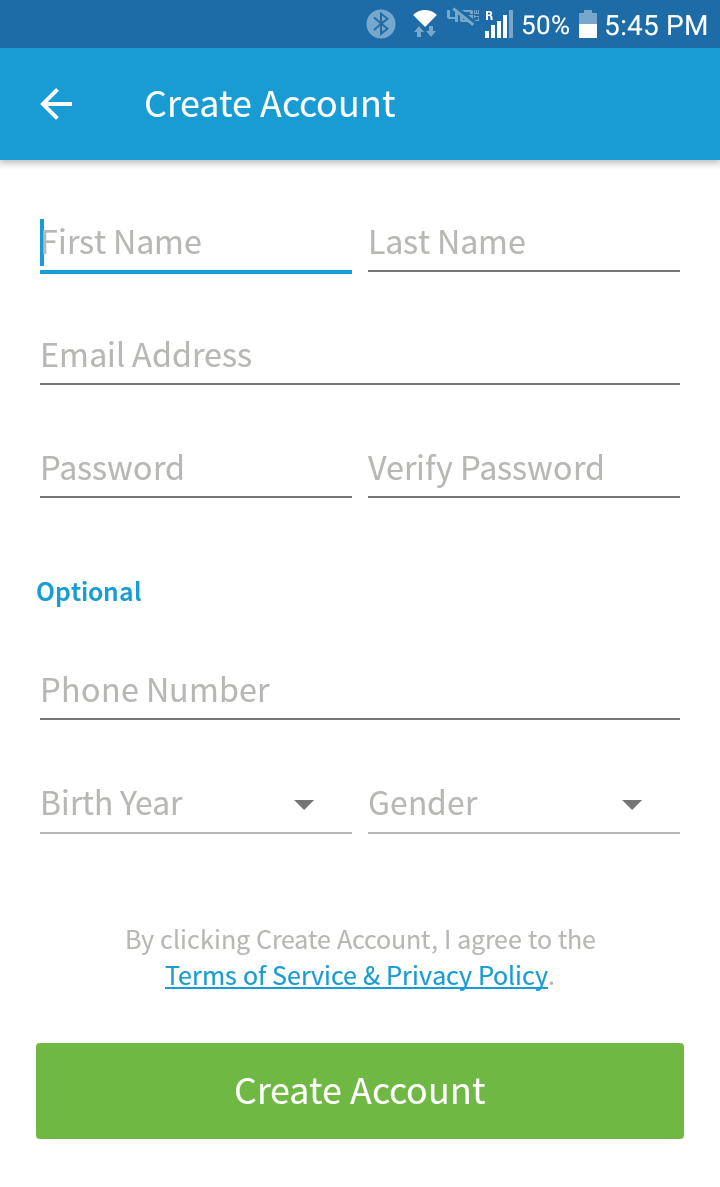 R 50% 5:45 PM
Create Account
First Name Last Name
Email Address
Password Verify Password
Optional
Phone Number
Birth Year Gender
By clicking Create Account, I agree to the
Terms of Service & Privacy Policy.
Create Account